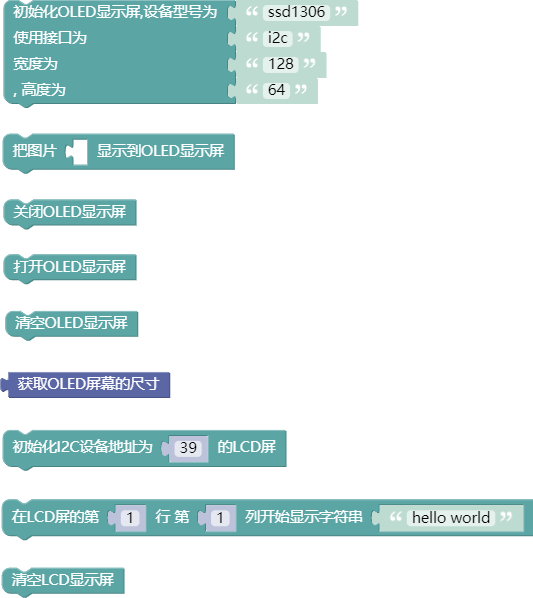 初始化OLED显示屏,设备型号为 “ ssd1306 ”
使用接口为 “ i2c ”
宽度为 “ 128 ”
, 高度为 “ 64 ”
把图片 显示到OLED显示屏
关闭OLED显示屏
打开OLED显示屏
清空OLED显示屏
获取OLED屏幕的尺寸
初始化I2C设备地址为 39 的LCD屏
在LCD屏的第 1 行 第 1 列开始显示字符串 “ hello world ”
清空LCD显示屏